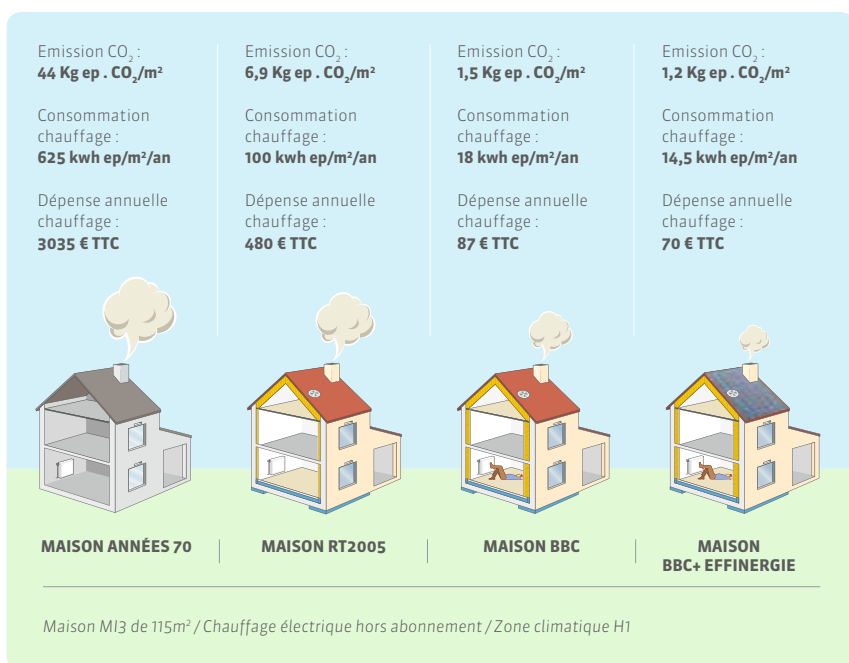 Emission CO₂ :
44 Kg ep . CO₂/m²
Consommation
chauffage :
625 kwh ep/m²/an
Dépense annuelle
chauffage :
3035 € TTC
Emission CO₂ :
6,9 Kg ep . CO₂/m²
Consommation
chauffage :
100 kwh ep/m²/an
Dépense annuelle
chauffage :
480 € TTC
Emission CO₂ :
1,5 Kg ep . CO₂/m²
Consommation
chauffage :
18 kwh ep/m²/an
Dépense annuelle
chauffage :
87 € TTC
Emission CO₂ :
1,2 Kg ep . CO₂/m²
Consommation
chauffage :
14,5 kwh ep/m²/an
Dépense annuelle
chauffage :
70 € TTC
MAISON ANNÉES 70
MAISON RT2005
MAISON BBC
MAISON
BBC+ EFFINERGIE
Maison MI3 de 115m² / Chauffage électrique hors abonnement / Zone climatique H1